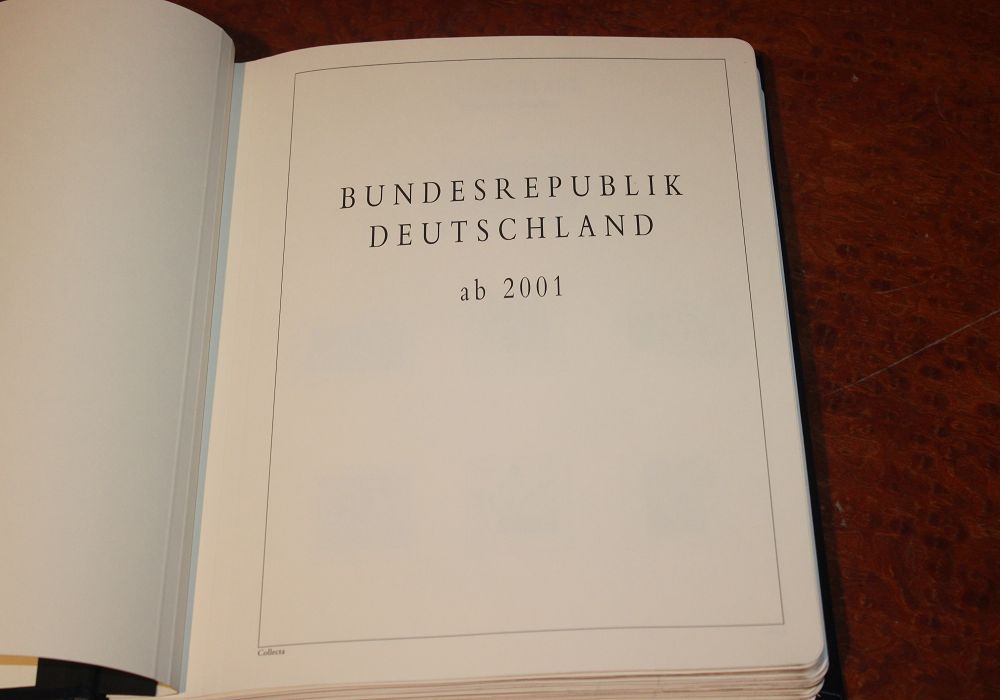 BUNDESREPUBLIK
DEUTSCHLAND
ab 2001
Collecta